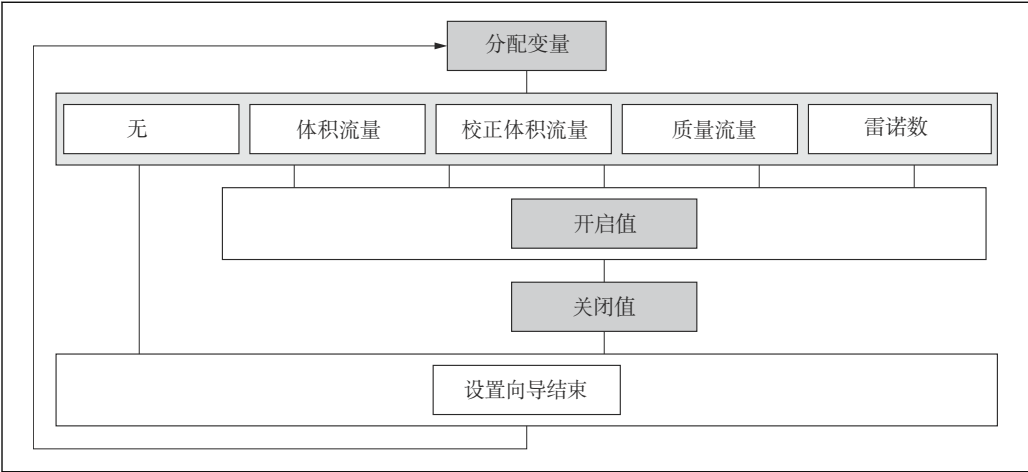 分配变量
无
体积流量
校正体积流量
质量流量
雷诺数
开启值
关闭值
设置向导结束